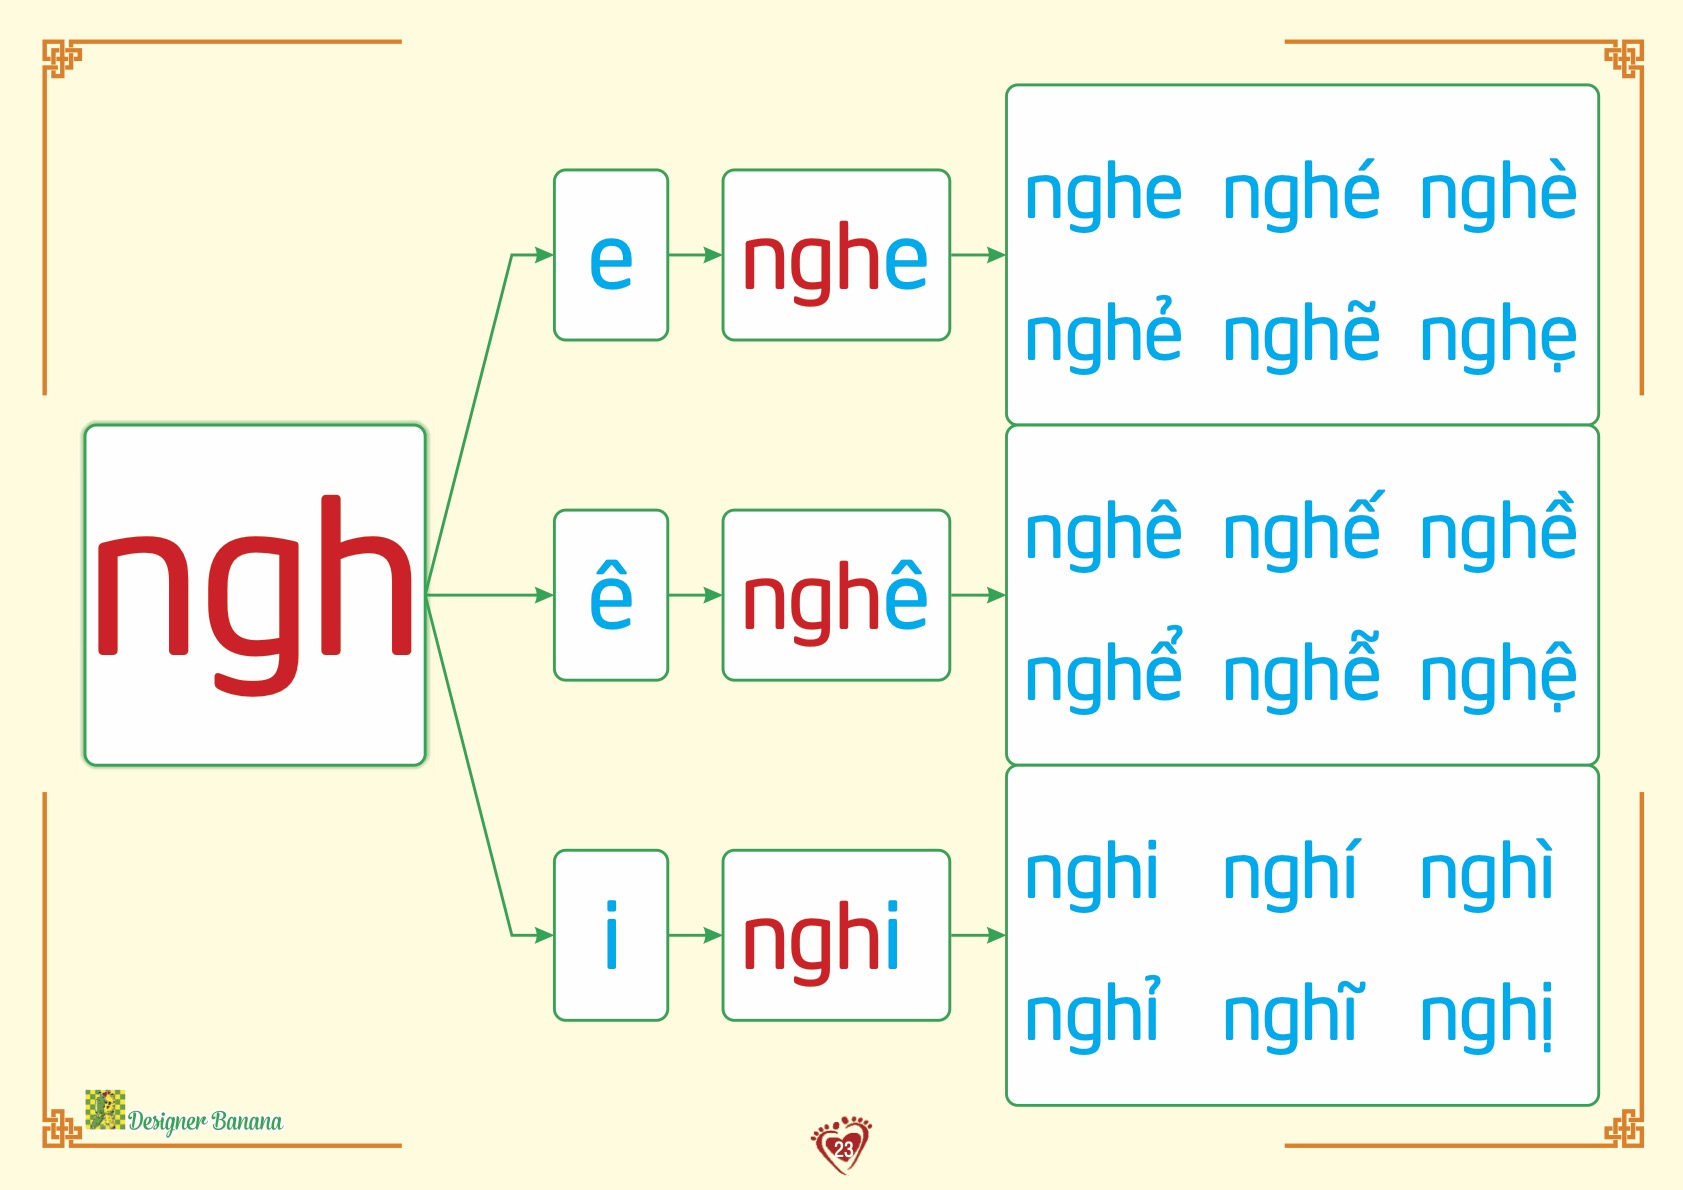 ngh
e
nghe
nghe nghé nghè
nghẻ nghẽ nghẹ
ê
nghê
nghê nghế nghề
nghể nghễ nghệ
i
nghi
nghi nghí nghì
nghỉ nghĩ nghị
Designer Banana
23